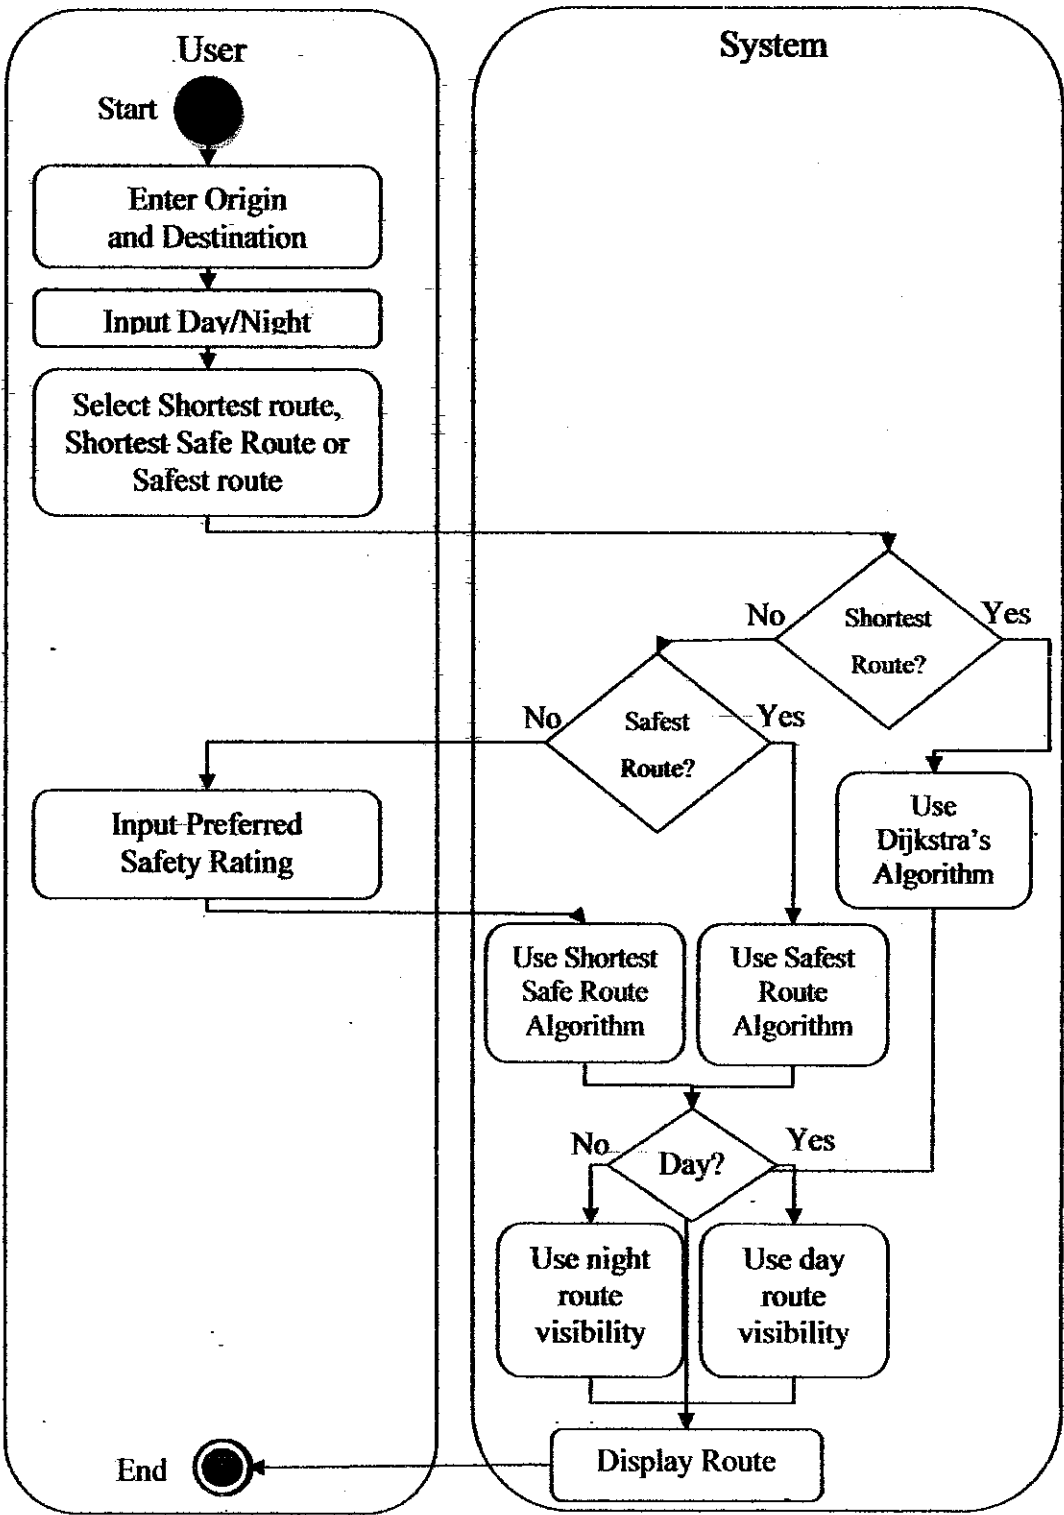 User
System
Start
Enter Origin
and Destination
Input Day/Night
Select Shortest route,
Shortest Safe Route or
Safest route
No
Shortest
Route?
Yes
No
Safest
Route?
Yes
Input Preferred
Safety Rating
Use
Dijkstra's
Algorithm
Use Shortest
Safe Route
Algorithm
Use Safest
Route
Algorithm
No
Day?
Yes
Use night
route
visibility
Use day
route
visibility
Display Route
End